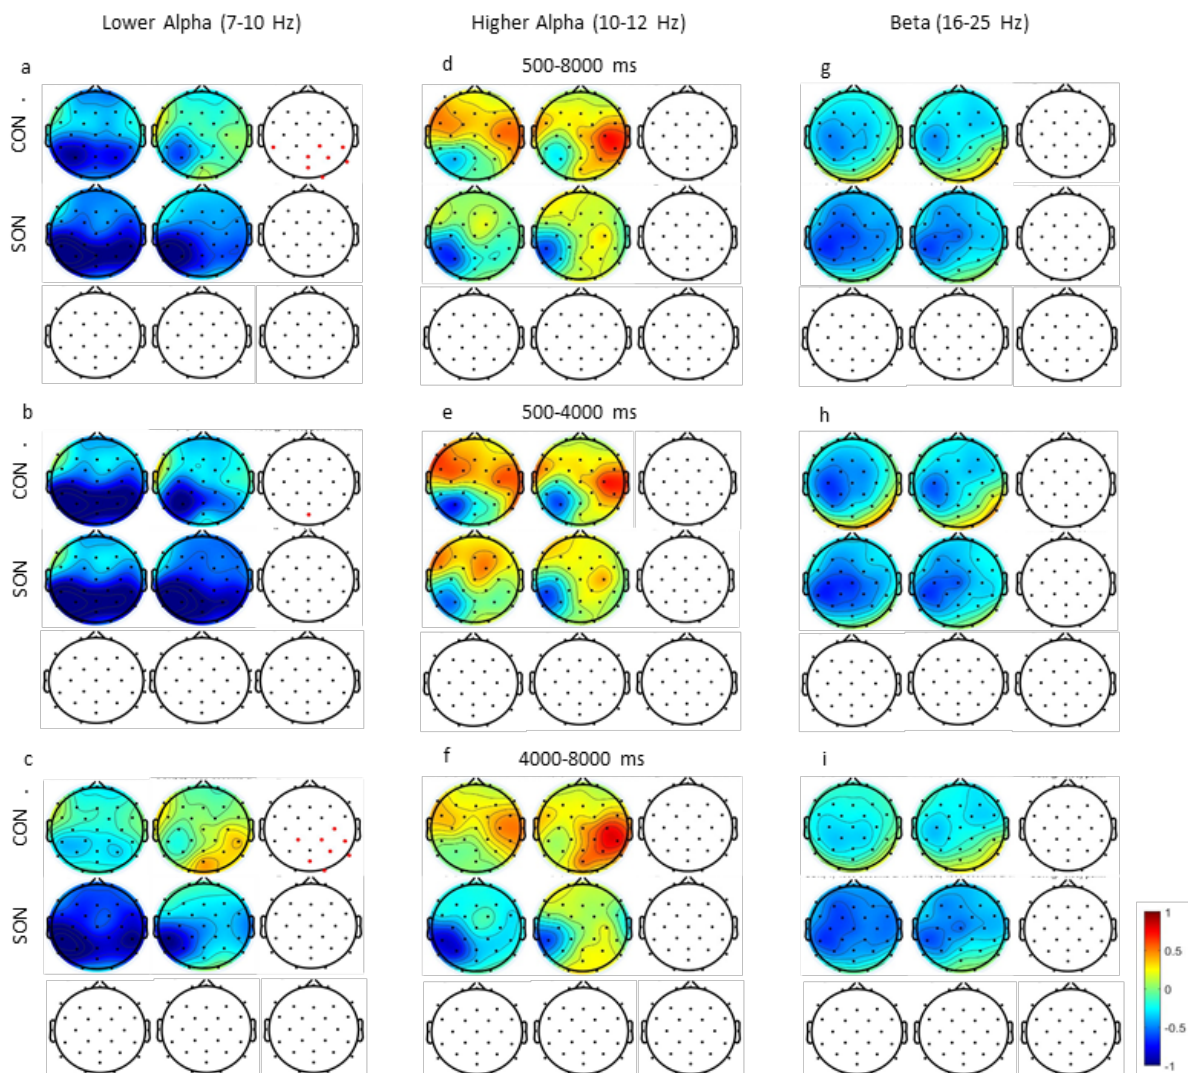 Lower Alpha (7-10 Hz) Higher Alpha (10-12 Hz) Beta (16-25 Hz)
a d 500-8000 ms g
CON
SON
b e 500-4000 ms h
CON
SON
c f 4000-8000 ms i
CON
SON
1
0.5
0
-0.5
-1